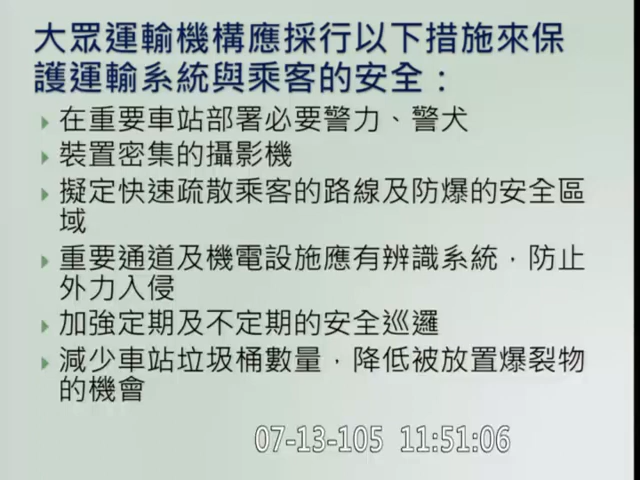 大眾運輸機構應採行以下措施來保
護運輸系統與乘客的安全：
在重要車站部署必要警力、警犬
裝置密集的攝影機
擬定快速疏散乘客的路線及防爆的安全區
域
重要通道及機電設施應有辨識系統，防止
外力入侵
加強定期及不定期的安全巡邏
減少車站垃圾桶數量，降低被放置爆裂物
的機會
07-13-105 11:51:06